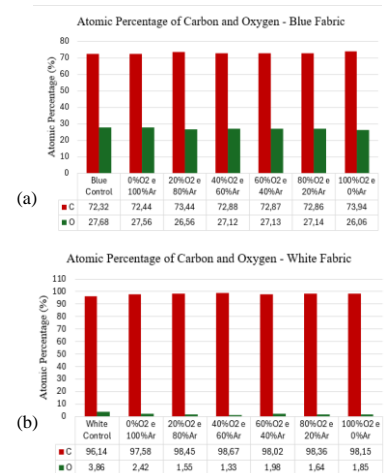 Atomic Percentage of Carbon and Oxygen - Blue Fabric
Atomic Percentage (%)
80
70
60
50
40
30
20
10
0
Blue Control 0%O2 e 100%Ar 20%O2 e 80%Ar 40%O2 e 60%Ar 60%O2 e 40%Ar 80%O2 e 20%Ar 100%O2 e 0%Ar
(a)
C 72,32 72,44 73,44 72,88 72,87 72,86 73,94
O 27,68 27,56 26,56 27,12 27,13 27,14 26,06
Atomic Percentage of Carbon and Oxygen - White Fabric
Atomic Percentage (%)
110
100
90
80
70
60
50
40
30
20
10
0
White Control 0%O2 e 100%Ar 20%O2 e 80%Ar 40%O2 e 60%Ar 60%O2 e 40%Ar 80%O2 e 20%Ar 100%O2 e 0%Ar
(b)
C 96,14 97,58 98,45 98,67 98,02 98,36 98,15
O 3,86 2,42 1,55 1,33 1,98 1,64 1,85